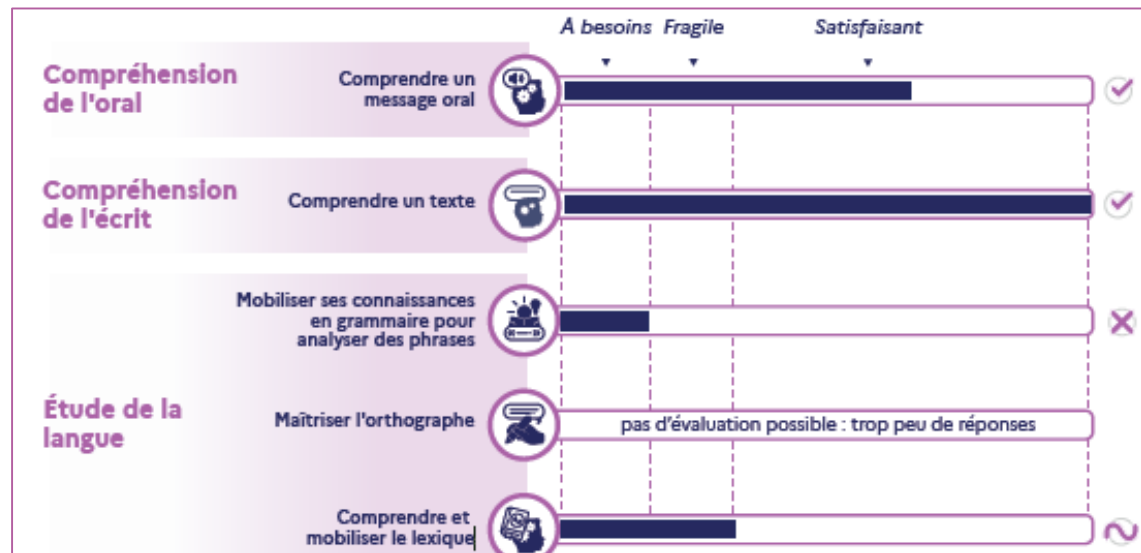 A besoins Fragile Satisfaisant
Compréhension
de l'oral
Comprendre un
message oral
Compréhension
de l'écrit
Comprendre un texte
Mobiliser ses connaissances
en grammaire pour
analyser des phrases
Étude de la
langue
Maîtriser l'orthographe
pas d'évaluation possible : trop peu de réponses
Comprendre et
mobiliser le lexique